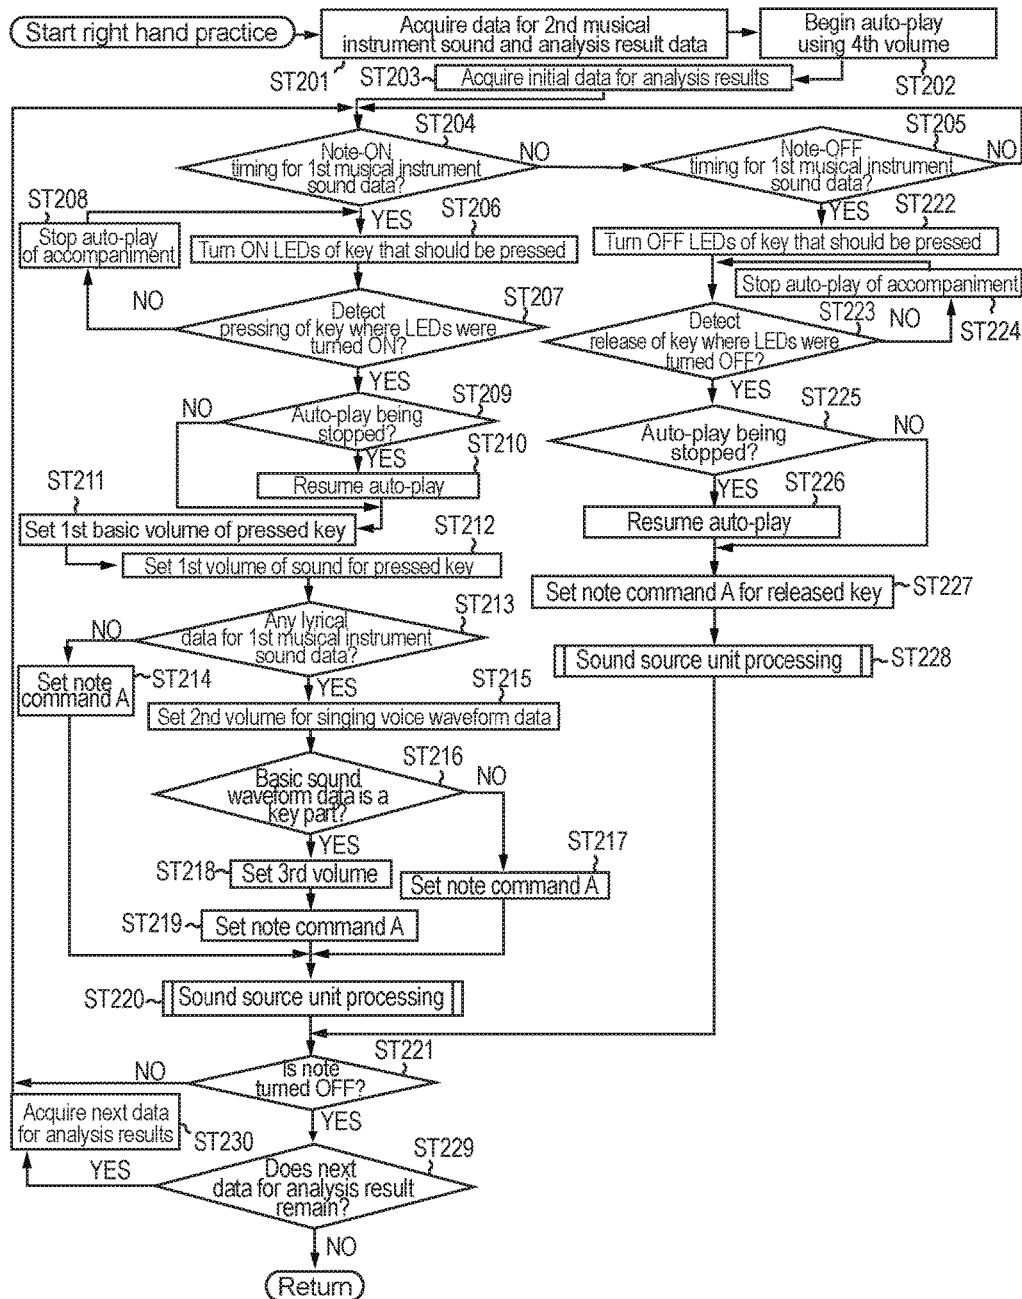 Start right hand practice
Acquire data for 2nd musical
instrument sound and analysis result data
Begin auto-play
using 4th volume
ST201
ST203
Acquire initial data for analysis results
ST202
ST204
Note-ON
timing for 1st musical instrument
sound data?
NO
YES
ST205
Note-OFF
timing for 1st musical instrument
sound data?
NO
YES
ST208
Stop auto-play
of accompaniment
ST206
Turn ON LEDs of key that should be pressed
ST222
Turn OFF LEDs of key that should be pressed
Stop auto-play of accompaniment
ST224
NO
ST207
Detect
pressing of key where LEDs were
turned ON?
YES
ST223
Detect
release of key where LEDs were
turned OFF?
NO
YES
ST209
NO
Auto-play being
stopped?
YES
ST210
Resume auto-play
ST225
Auto-play being
stopped?
NO
YES
ST226
Resume auto-play
ST211
Set 1st basic volume of pressed key
ST212
Set 1st volume of sound for pressed key
Set note command A for released key
ST227
ST213
NO
Any lyrical
data for 1st musical instrument
sound data?
YES
Sound source unit processing
ST228
Set note
command A
ST214
ST215
Set 2nd volume for singing voice waveform data
ST216
Basic sound
waveform data is a
key part?
NO
YES
ST218
Set 3rd volume
ST217
Set note command A
ST219
Set note command A
ST220
Sound source unit processing
ST221
NO
Is note
turned OFF?
YES
Acquire next data
for analysis results
ST230
ST229
YES
Does next
data for analysis result
remain?
NO
Return